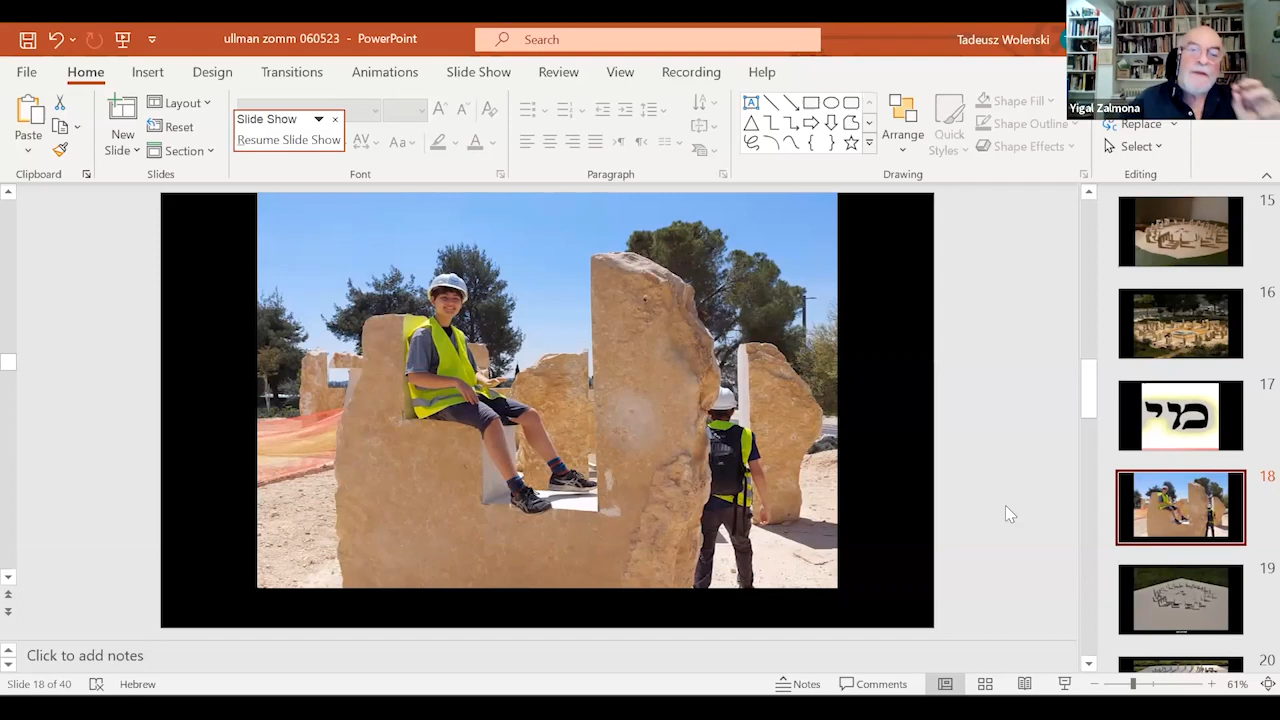 ullman zomm 060523 - PowerPoint
Search
Tadeusz Wolenski
Yigal Zalmona
File Home Insert Design Transitions Animations Slide Show Review View Recording Help
Paste
New Slide
Layout
Reset
Section
Slide Show
Resume Slide Show
Aa
Arrange
Quick Styles
Shape Fill
Shape Outline
Shape Effects
Replace
Select
Clipboard Slides Font Paragraph Drawing Editing
15
16
17
מיי
18
19
20
Click to add notes
Slide 18 of 40 Hebrew Notes Comments 61%